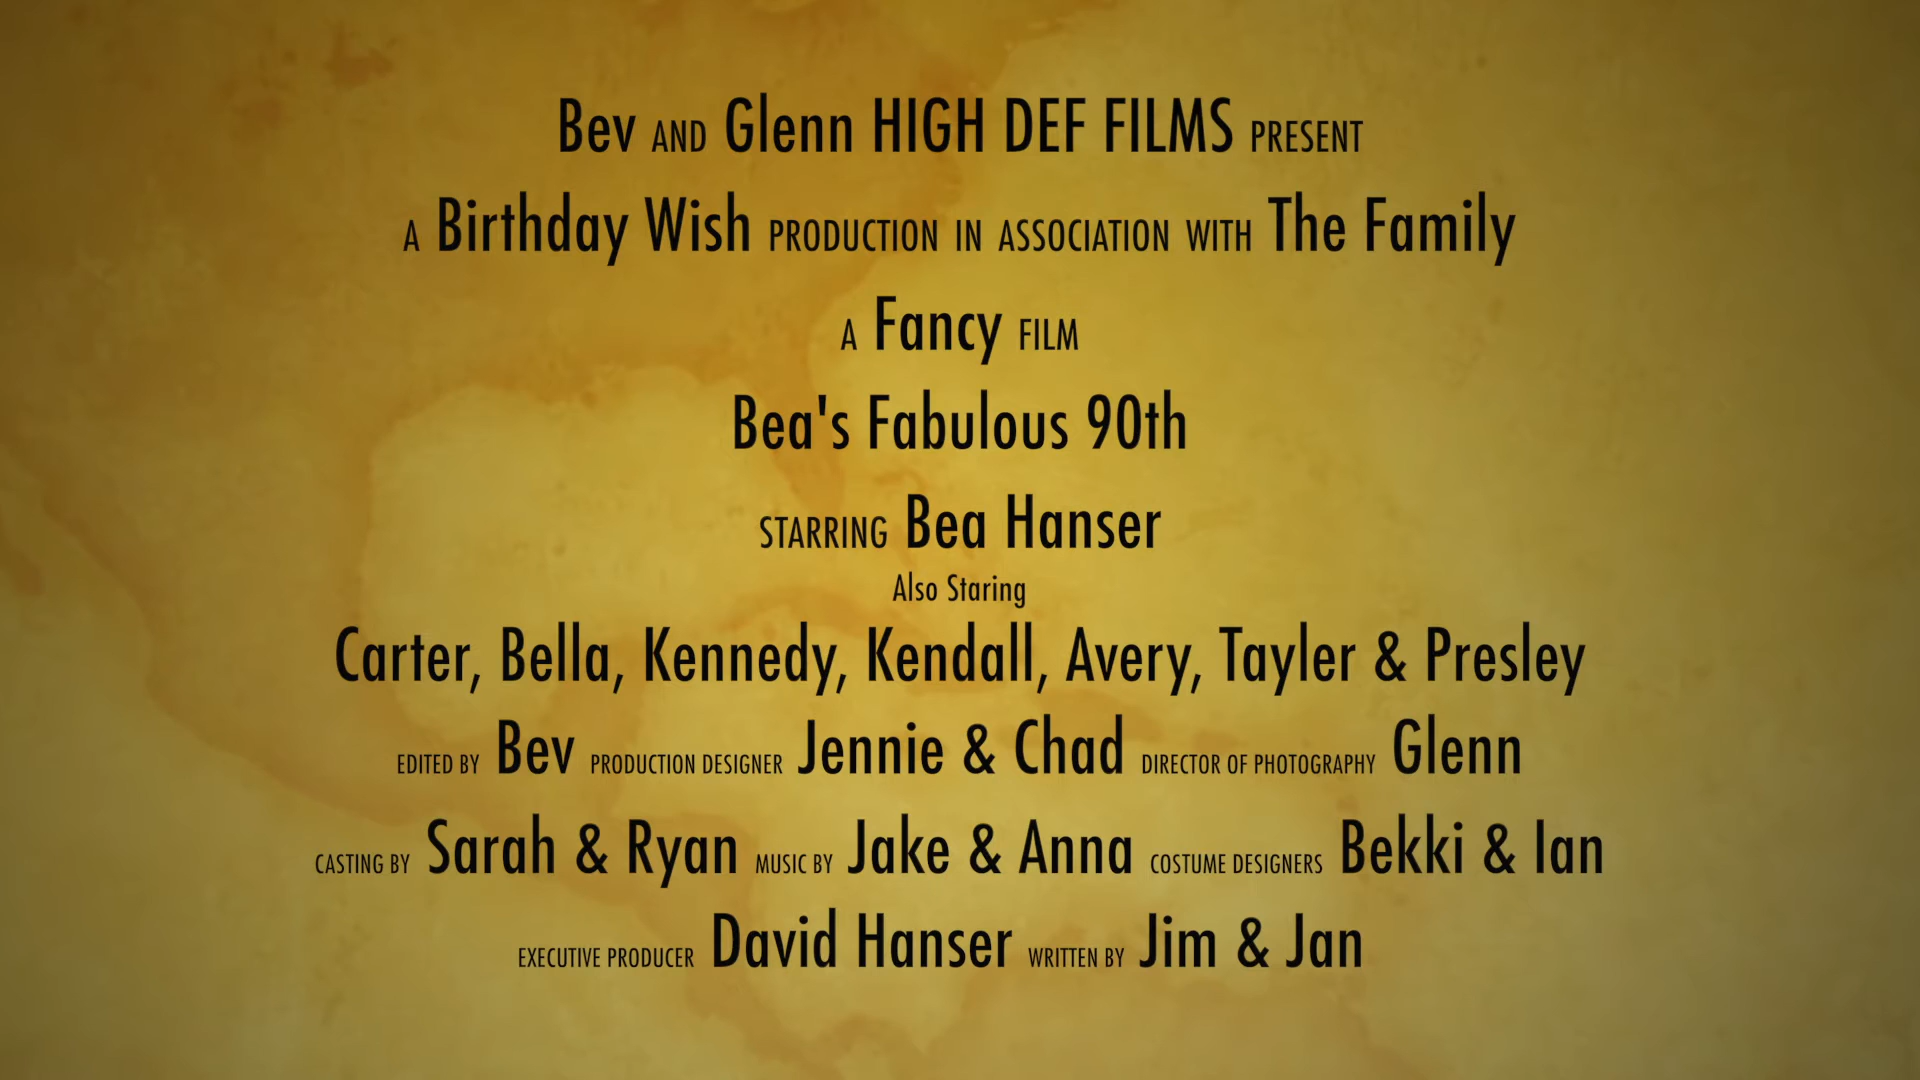 Bev AND Glenn HIGH DEF FILMS PRESENT
A Birthday Wish PRODUCTION IN ASSOCIATION WITH The Family
A Fancy FILM
Bea's Fabulous 90th
STARRING Bea Hanser
Also Staring
Carter, Bella, Kennedy, Kendall, Avery, Tayler & Presley
EDITED BY Bev PRODUCTION DESIGNER Jennie & Chad DIRECTOR OF PHOTOGRAPHY Glenn
CASTING BY Sarah & Ryan MUSIC BY Jake & Anna COSTUME DESIGNERS Bekki & Ian
EXECUTIVE PRODUCER David Hanser WRITTEN BY Jim & Jan